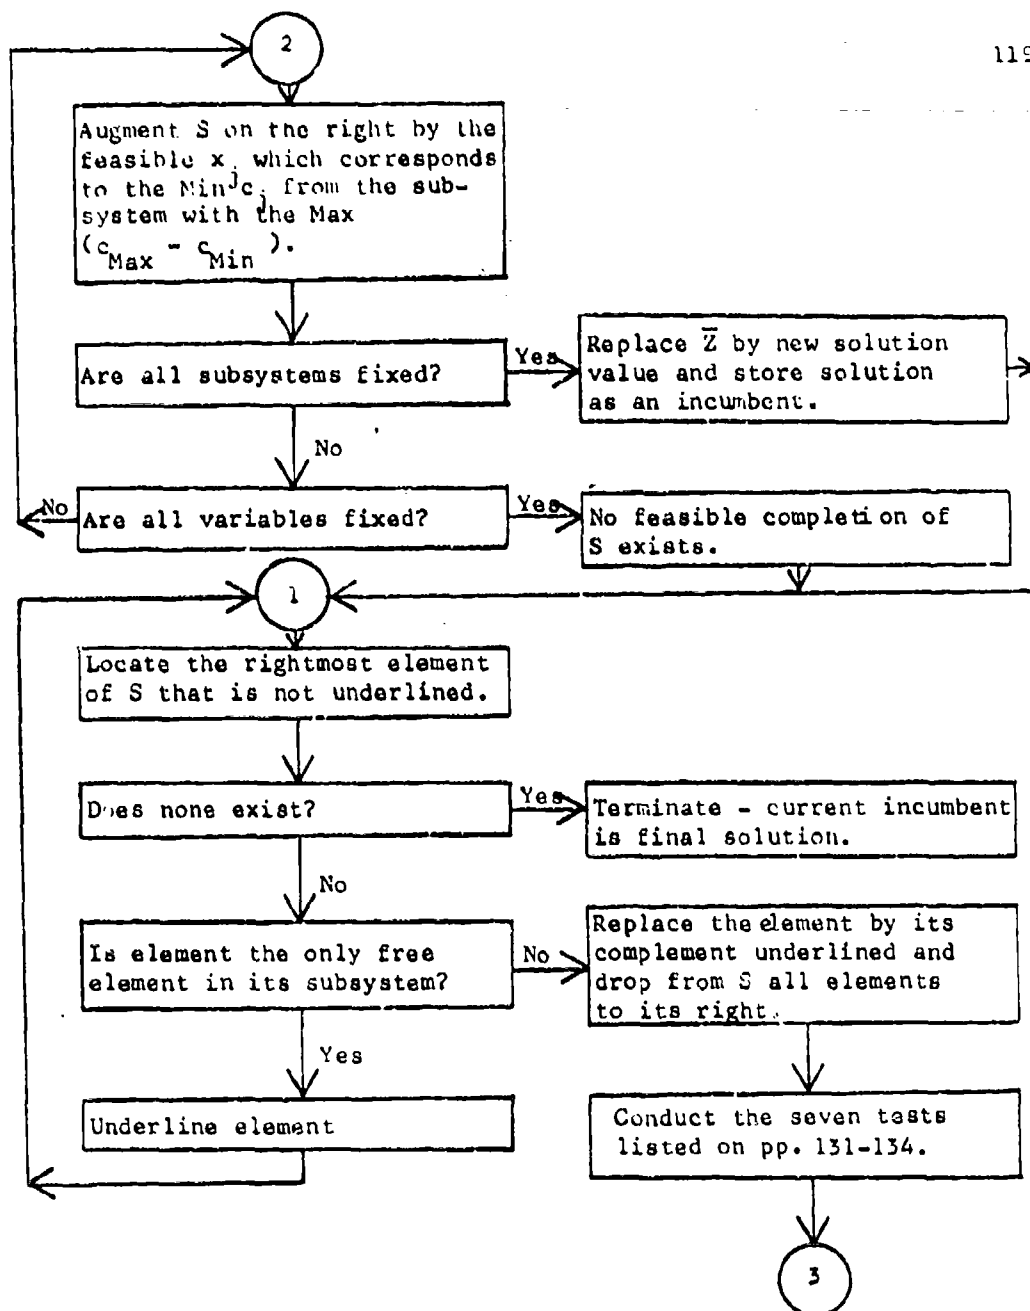 2
119
Augment S on the right by the
feasible x_j which corresponds
to the Min c_j from the sub-
system with the Max
(c_Max - c_Min).
Are all subsystems fixed?
Yes
Replace Z̅ by new solution
value and store solution
as an incumbent.
No
No
Are all variables fixed?
Yes
No feasible completion of
S exists.
1
Locate the rightmost element
of S that is not underlined.
Does none exist?
Yes
Terminate - current incumbent
is final solution.
No
Is element the only free
element in its subsystem?
No
Replace the element by its
complement underlined and
drop from S all elements
to its right.
Yes
Underline element
Conduct the seven tests
listed on pp. 131-134.
3